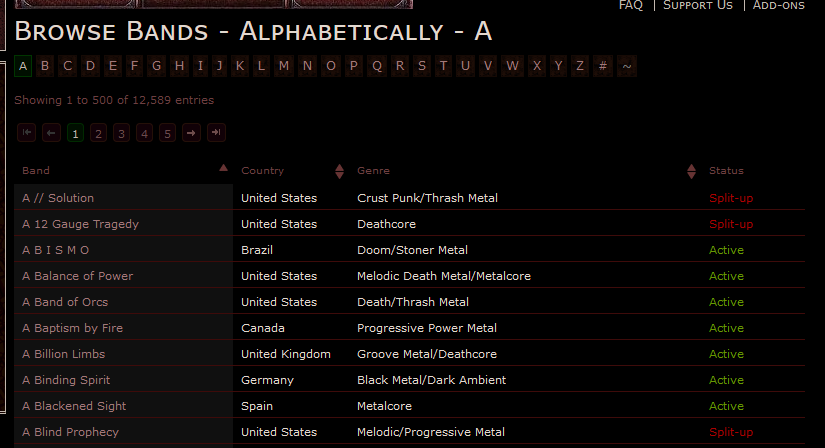 FAQ | Support Us | Add-ons
Browse Bands - Alphabetically - A
A B C D E F G H I J K L M N O P Q R S T U V W X Y Z # ~
Showing 1 to 500 of 12,589 entries
1 2 3 4 5
Band Country Genre Status
A // Solution United States Crust Punk/Thrash Metal Split-up
A 12 Gauge Tragedy United States Deathcore Split-up
A B I S M O Brazil Doom/Stoner Metal Active
A Balance of Power United States Melodic Death Metal/Metalcore Active
A Band of Orcs United States Death/Thrash Metal Active
A Baptism by Fire Canada Progressive Power Metal Active
A Billion Limbs United Kingdom Groove Metal/Deathcore Active
A Binding Spirit Germany Black Metal/Dark Ambient Active
A Blackened Sight Spain Metalcore Active
A Blind Prophecy United States Melodic/Progressive Metal Split-up